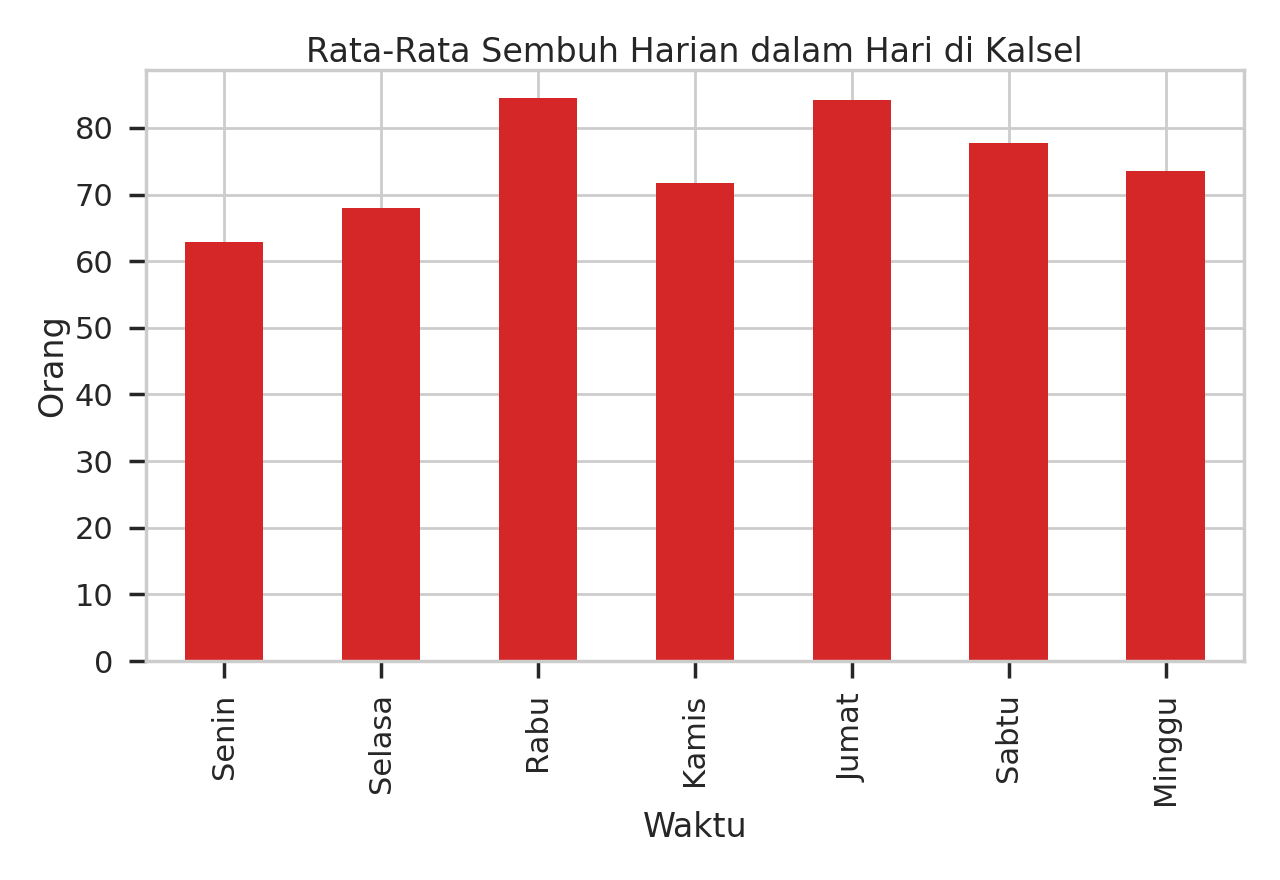 Rata-Rata Sembuh Harian dalam Hari di Kalsel
80
70
60
50
40
30
20
10
0
Orang
Senin
Selasa
Rabu
Kamis
Jumat
Sabtu
Minggu
Waktu